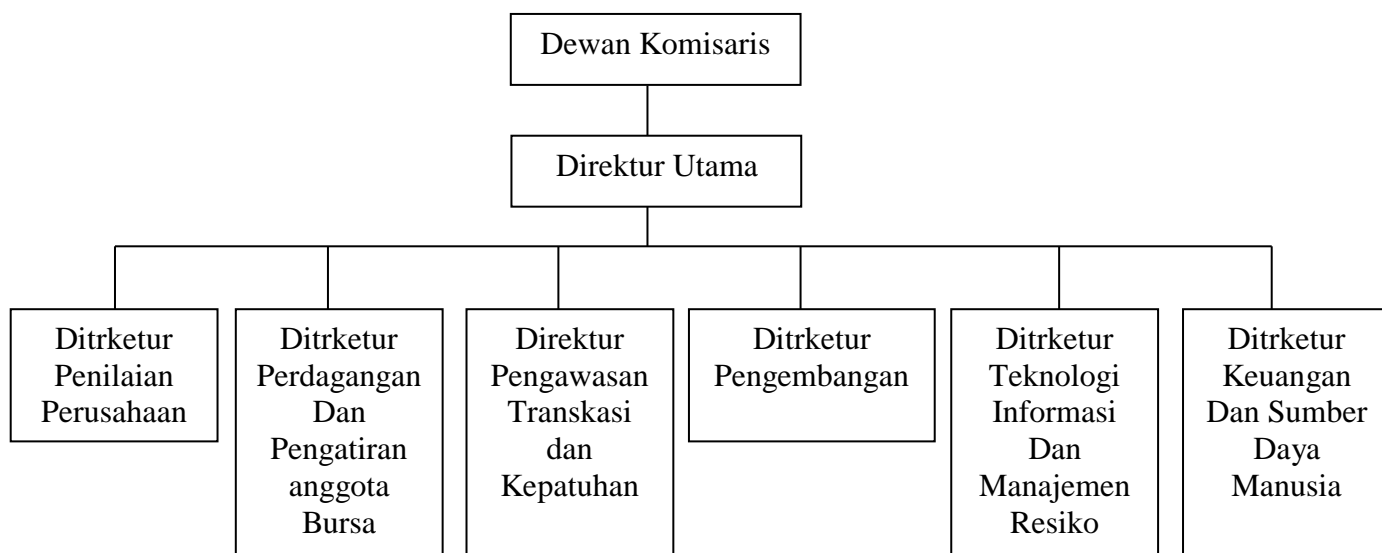 Dewan Komisaris
Direktur Utama
Ditrketur
Penilaian
Perusahaan
Ditrketur
Perdagangan
Dan
Pengatiran
anggota
Bursa
Direktur
Pengawasan
Transkasi
dan
Kepatuhan
Ditrketur
Pengembangan
Ditrketur
Teknologi
Informasi
Dan
Manajemen
Resiko
Ditrketur
Keuangan
Dan Sumber
Daya
Manusia